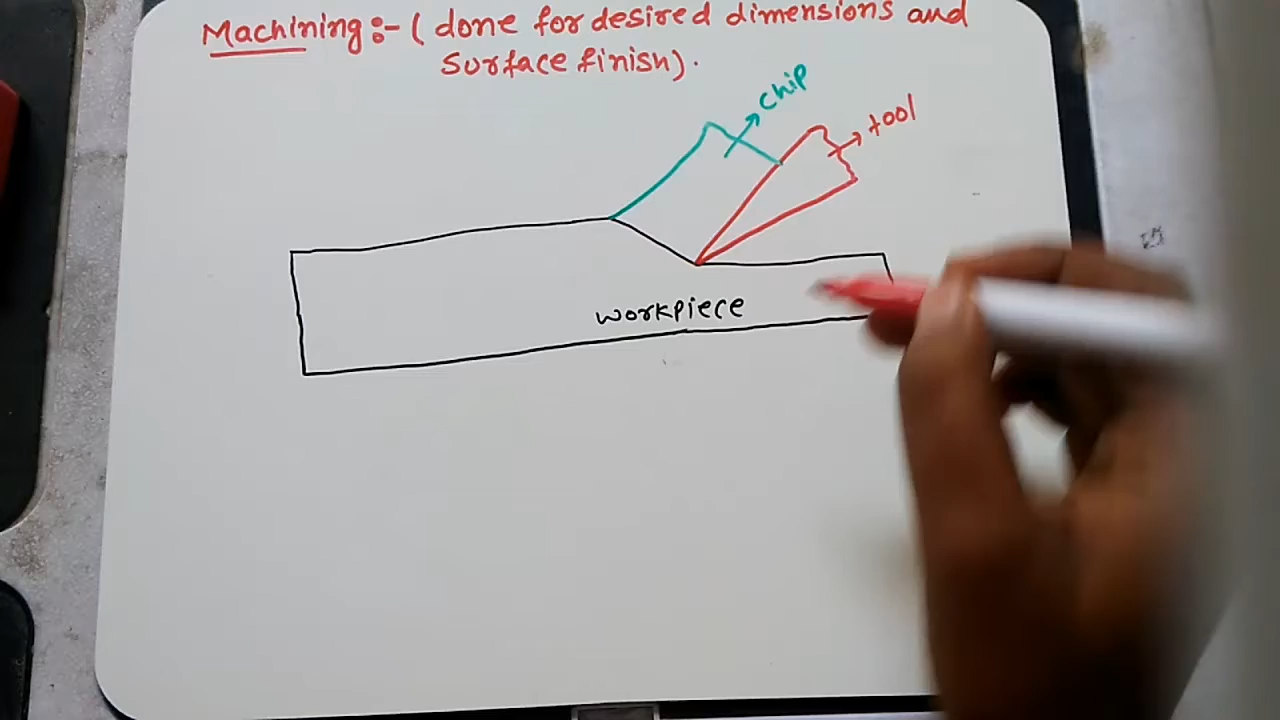 Machining:- ( done for desired dimensions and
surface finish).
chip
tool
workpiece